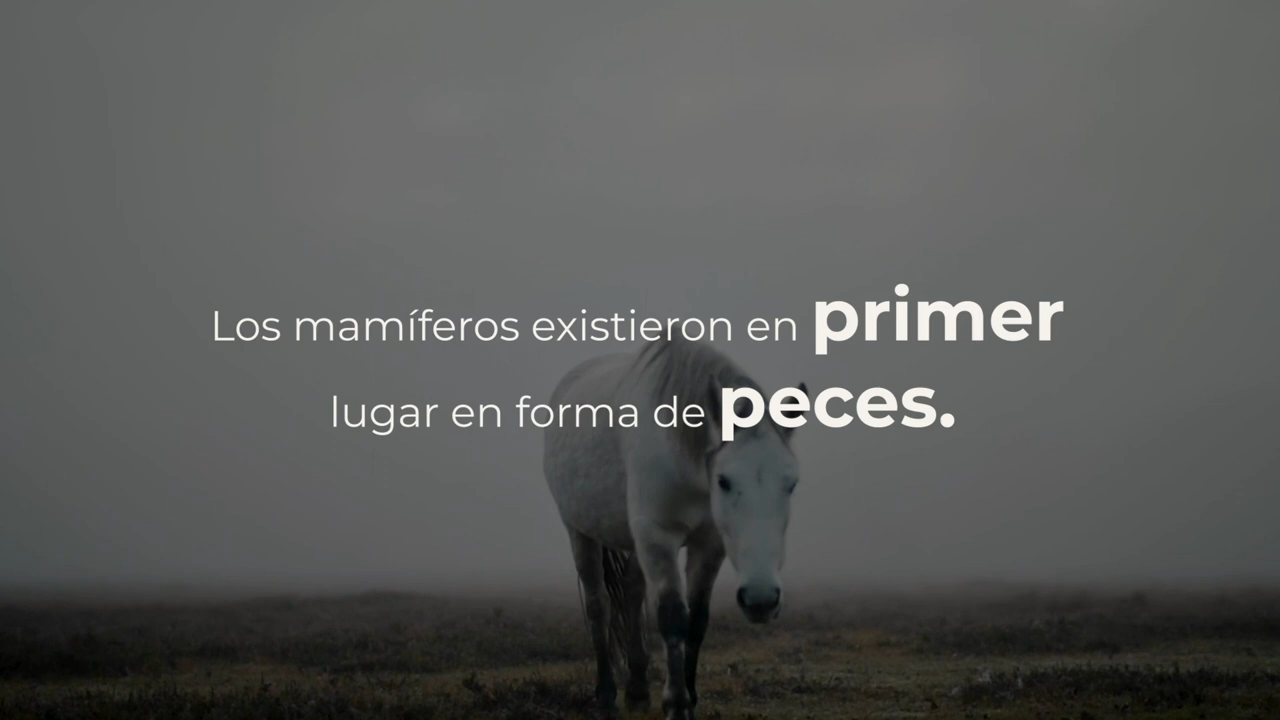 Los mamíferos existieron en primer
lugar en forma de peces.